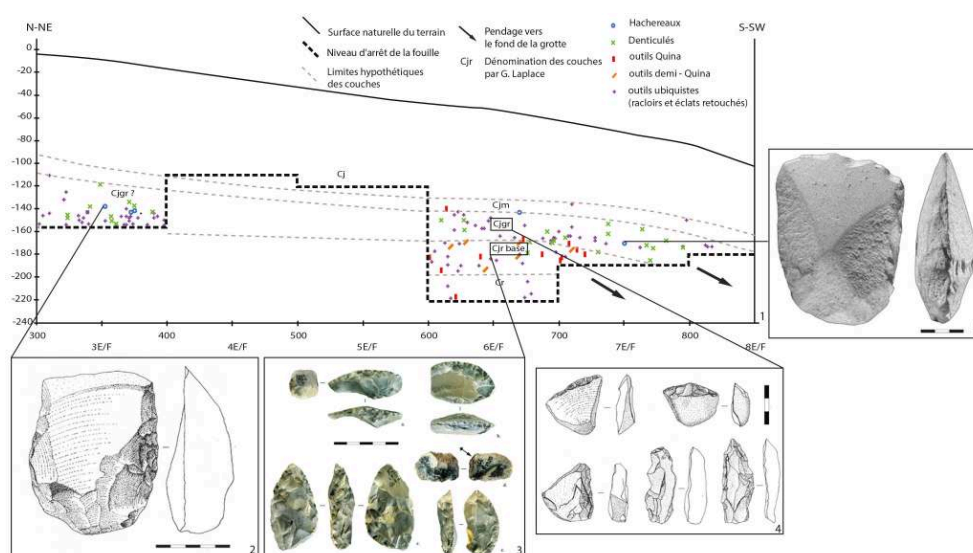 N-NE
S-SW
Surface naturelle du terrain
Niveau d'arrêt de la fouille
Limites hypothétiques
des couches
Pendage vers
le fond de la grotte
Cjr
Dénomination des couches
par G. Laplace
Hachereaux
Denticulés
outils Quina
outils demi - Quina
outils ubiquistes
(racloirs et éclats retouchés)
0
-20
-40
-60
-80
-100
-120
-140
-160
-180
-200
-220
-240
Cj
Cjgr ?
Cjm
Cjgr
Cjr base
Cr
1
300
400
500
600
700
800
3E/F
4E/F
5E/F
6E/F
7E/F
8E/F
2
3
4